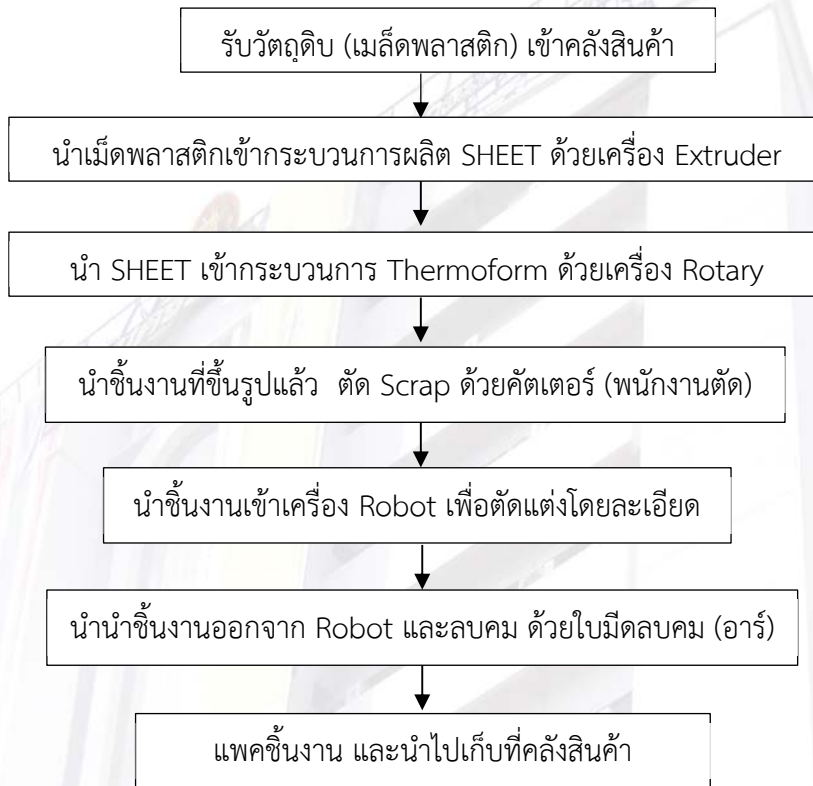 รับวัตถุดิบ (เมล็ดพลาสติก) เข้าคลังสินค้า
นำเม็ดพลาสติกเข้ากระบวนการผลิต SHEET ด้วยเครื่อง Extruder
นำ SHEET เข้ากระบวนการ Thermoform ด้วยเครื่อง Rotary
นำชิ้นงานที่ขึ้นรูปแล้ว ตัด Scrap ด้วยคัตเตอร์ (พนักงานตัด)
นำชิ้นงานเข้าเครื่อง Robot เพื่อตัดแต่งโดยละเอียด
นำนำชิ้นงานออกจาก Robot และลบคม ด้วยใบมีดลบคม (อาร์)
แพคชิ้นงาน และนำไปเก็บที่คลังสินค้า